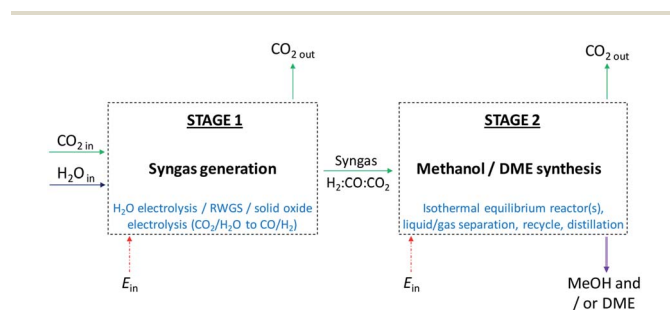 CO₂ out
CO₂ out
STAGE 1
STAGE 2
CO₂ in
Syngas generation
Syngas
Methanol / DME synthesis
H₂O in
H₂:CO:CO₂
H₂O electrolysis / RWGS / solid oxide
electrolysis (CO₂/H₂O to CO/H₂)
Isothermal equilibrium reactor(s),
liquid/gas separation, recycle, distillation
E in
E in
MeOH and
/ or DME